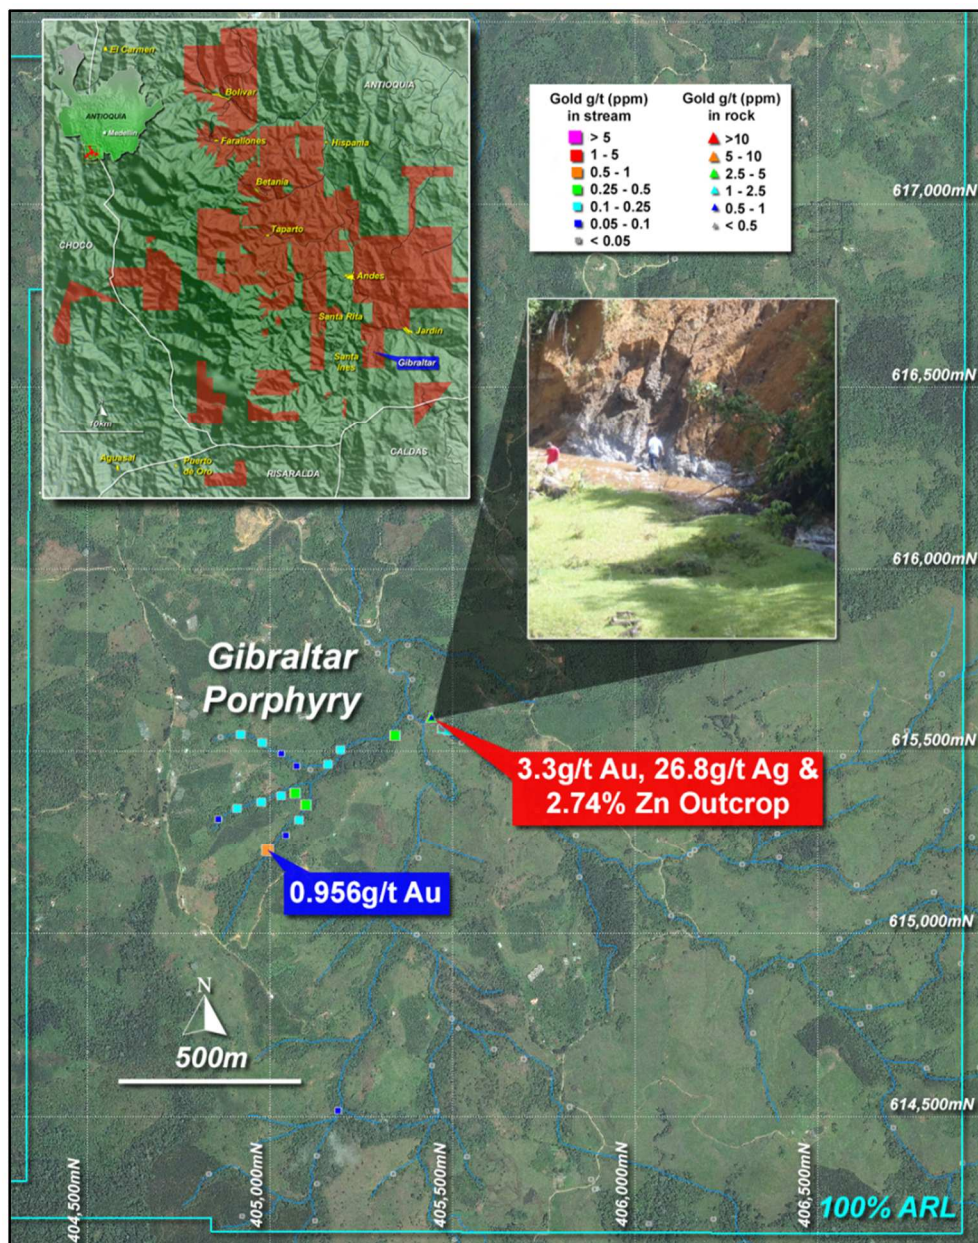 El Carmen
ANTIOQUIA
Medellin
Bolivar
ANTIOQUIA
Farallones
Hispania
Betania
Taparto
CHOCO
Andes
Santa Rita
Jardin
Santa
Ines
Gibraltar
10km
Aguasal
Puerto
de Oro
RISARALDA
CALDAS
Gold g/t (ppm)
in stream
> 5
1 - 5
0.5 - 1
0.25 - 0.5
0.1 - 0.25
0.05 - 0.1
< 0.05
Gold g/t (ppm)
in rock
>10
5 - 10
2.5 - 5
1 - 2.5
0.5 - 1
< 0.5
617,000mN
616,500mN
616,000mN
Gibraltar
Porphyry
615,500mN
3.3g/t Au, 26.8g/t Ag &
2.74% Zn Outcrop
0.956g/t Au
615,000mN
N
500m
614,500mN
404,500mN
405,000mN
405,500mN
406,000mN
406,500mN
100% ARL